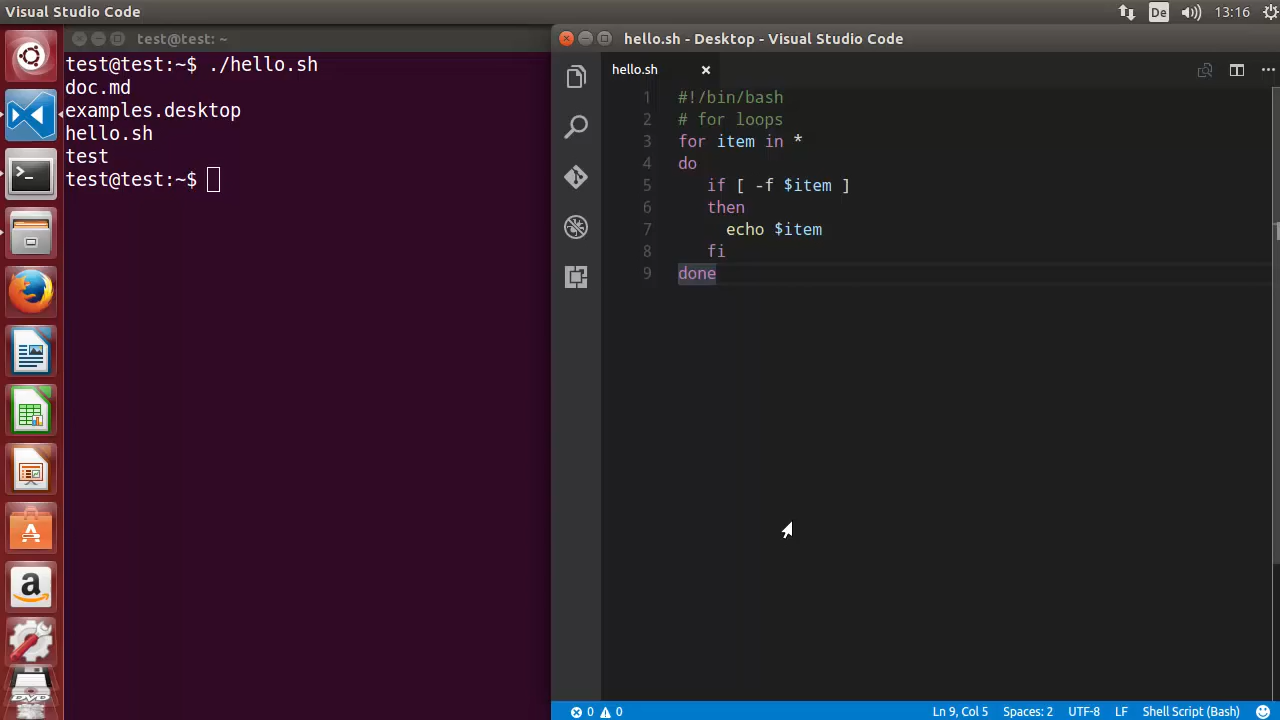 Visual Studio Code
De
13:16
test@test: ~
test@test:~$ ./hello.sh
doc.md
examples.desktop
hello.sh
test
test@test:~$
hello.sh - Desktop - Visual Studio Code
hello.sh
1 #!/bin/bash
2 # for loops
3 for item in *
4 do
5 if [ -f $item ]
6 then
7 echo $item
8 fi
9 done
0 0
Ln 9, Col 5 Spaces: 2 UTF-8 LF Shell Script (Bash)
>_
A
a
DVD